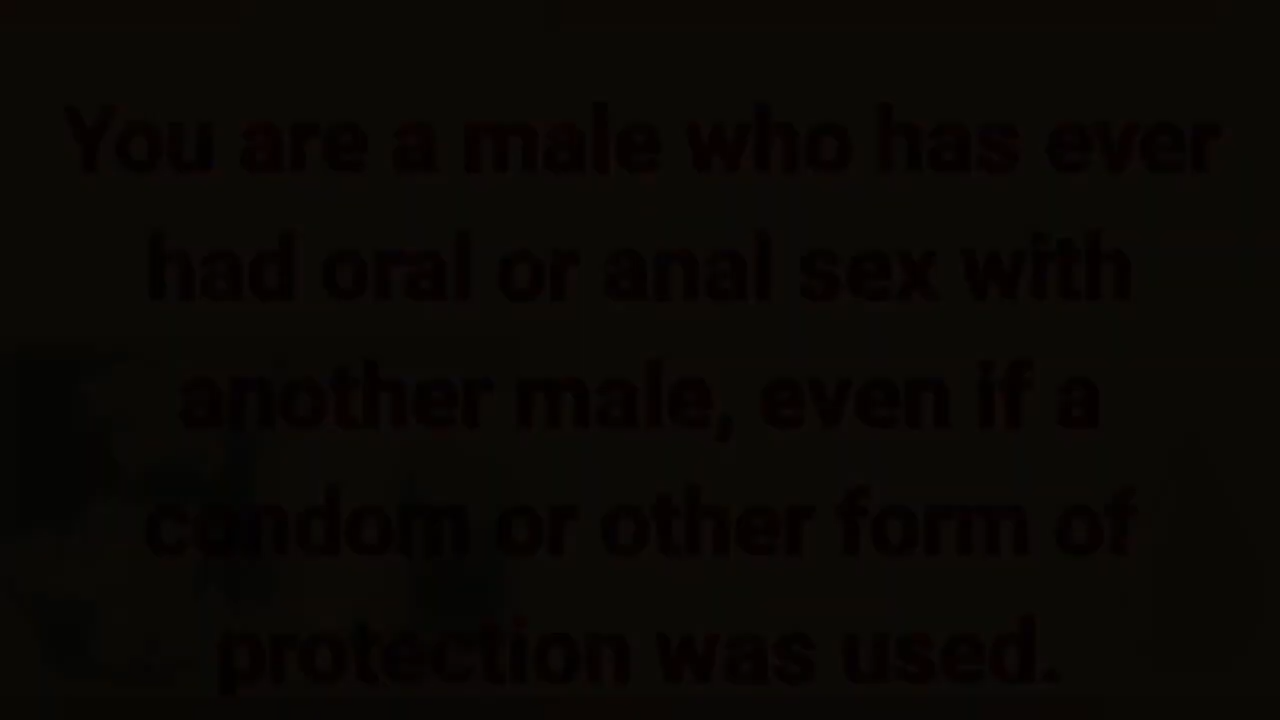 You are a male who has ever
had oral or anal sex with
another male, even if a
condom or other form of
protection was used.